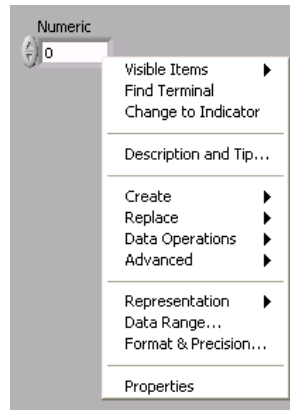 Numeric
0
Visible Items
Find Terminal
Change to Indicator
Description and Tip...
Create
Replace
Data Operations
Advanced
Representation
Data Range...
Format & Precision...
Properties